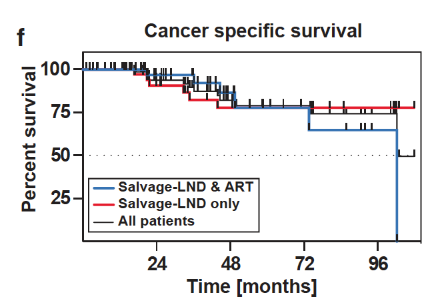 f
Cancer specific survival
Percent survival
100
75
50
25
Salvage-LND & ART
Salvage-LND only
All patients
24 48 72 96
Time [months]